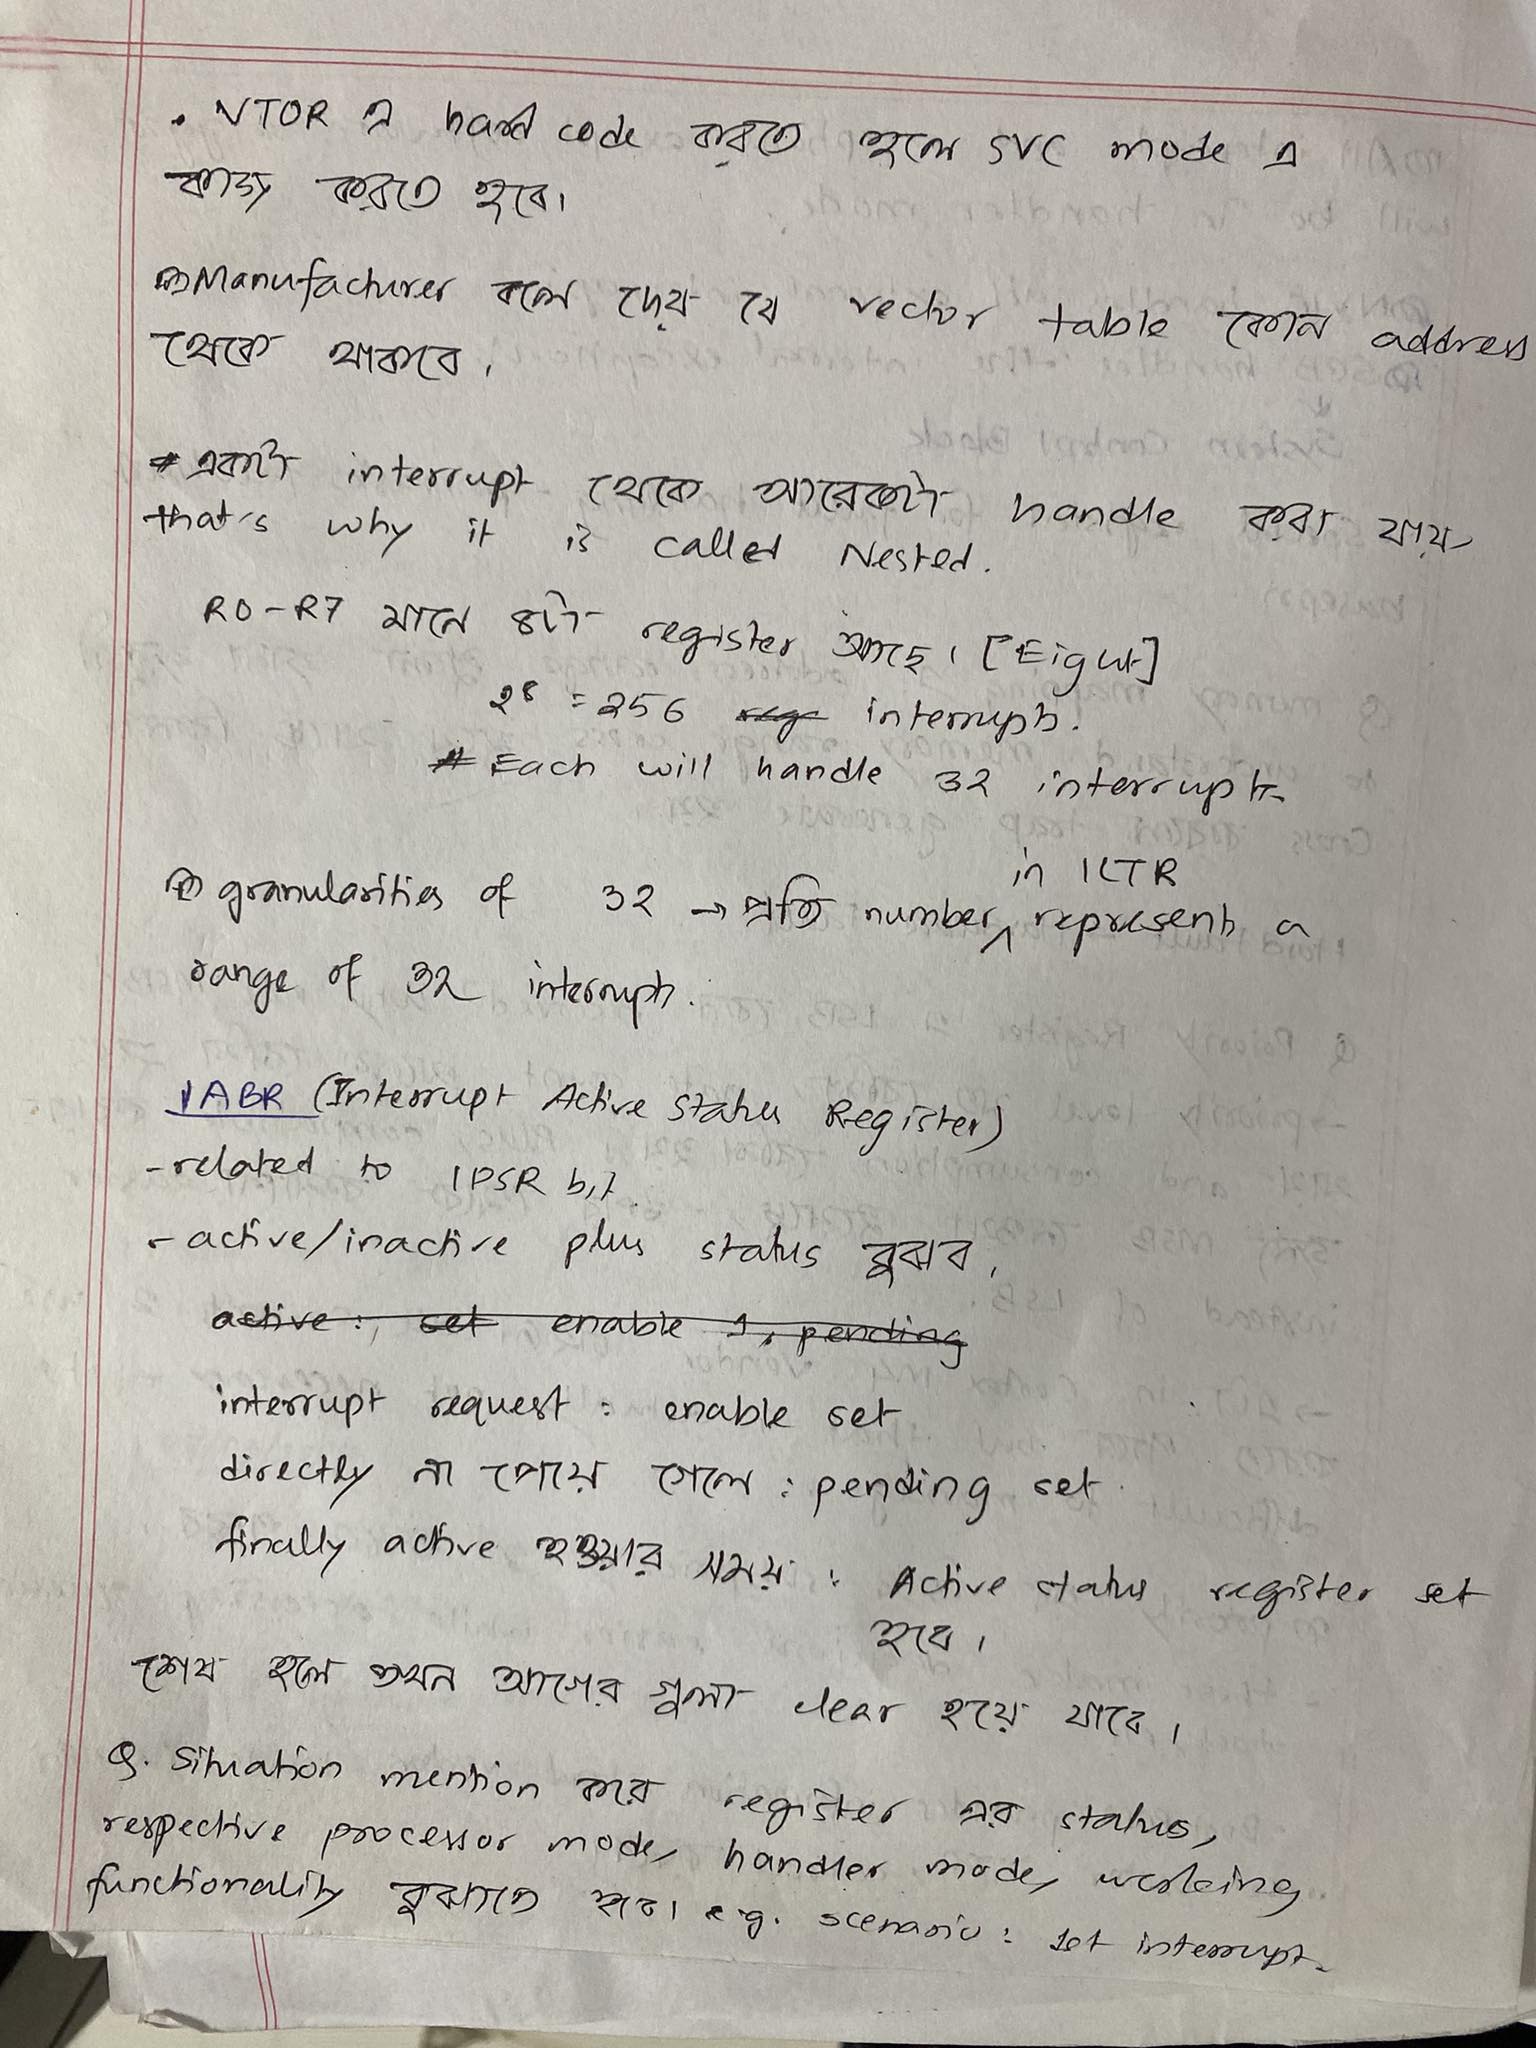 . VTOR এ hard code করতে হলে SVC mode এ
কাজ করতে হবে।
Manufacturer বলে দেয় যে vector table কোন address
থেকে থাকবে।
# একটা interrupt থেকে আরেকটা handle করা যায়
that's why it is called Nested.
R0-R7 মানে ৪টা register আছে। [Eight]
2⁸ = 256 interrupts.
# Each will handle 32 interrupts
in ICTR
granularities of 32 → প্রতি number ^ represents a
range of 32 interrupts.
IABR (Interrupt Active Status Register)
- related to IPSR bit
- active/inactive plus status বুঝাব,
active: set enable 1, pending
interrupt request : enable set
directly না পেয়ে গেলে : pending set
finally active হওয়ার সময় : Active status register set
হবে।
শেষ হলে তখন আগের গুলা clear হয়ে যাবে।
Q. Situation mention করে register এর status,
respective processor mode, handler mode, working
functionality বুঝাতে হবে। e.g. scenario : 1st interrupt